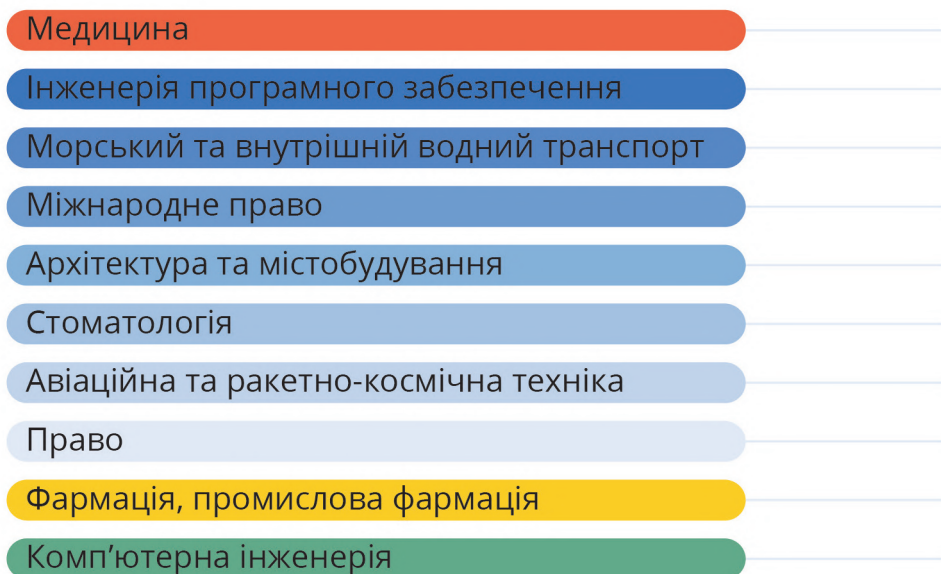 Медицина
Інженерія програмного забезпечення
Морський та внутрішній водний транспорт
Міжнародне право
Архітектура та містобудування
Стоматологія
Авіаційна та ракетно-космічна техніка
Право
Фармація, промислова фармація
Комп’ютерна інженерія